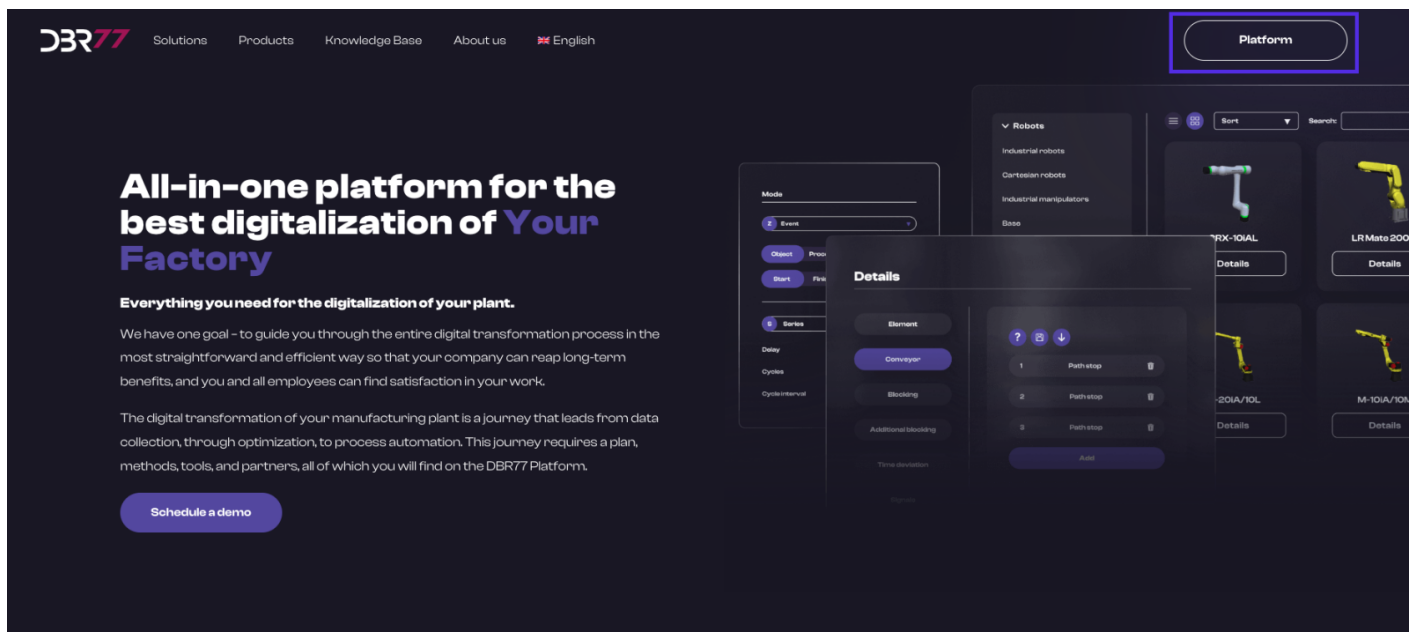 DBR77
Solutions
Products
Knowledge Base
About us
English
Platform
All-in-one platform for the
best digitalization of Your
Factory
Everything you need for the digitalization of your plant.
We have one goal – to guide you through the entire digital transformation process in the
most straightforward and efficient way so that your company can reap long-term
benefits, and you and all employees can find satisfaction in your work.
The digital transformation of your manufacturing plant is a journey that leads from data
collection, through optimization, to process automation. This journey requires a plan,
methods, tools, and partners, all of which you will find on the DBR77 Platform.
Schedule a demo
Mode
Event
Object
Start
Series
Delay
Cycles
Cycle interval
Robots
Industrial robots
Cartesian robots
Industrial manipulators
Base
Sort
Search:
LR Mate 200
Details
Details
M-10iA/10M
Details
Details
Details
Element
Conveyor
Blocking
Additional blocking
Time deviation
?
1 Path stop
2 Path stop
3 Path stop
Add